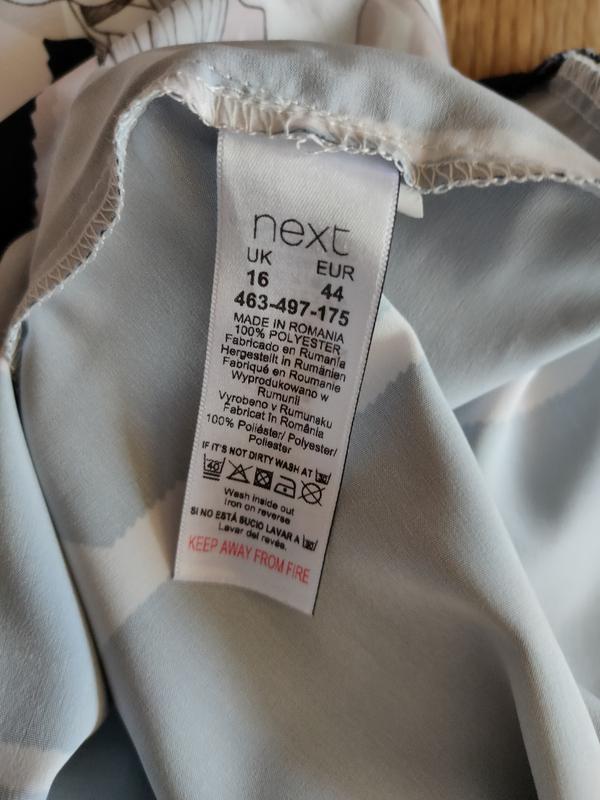 next
UK EUR
16 44
463-497-175
MADE IN ROMANIA
100% POLYESTER
Fabricado en Rumanía
Hergestellt in Rumänien
Fabriqué en Roumanie
Wyprodukowano w
Rumunii
Vyrobeno v Rumunsku
Fabricat în România
100% Poliéster/ Polyester/
Poliester
IF IT'S NOT DIRTY WASH AT 30
40
Wash inside out
Iron on reverse
SI NO ESTÁ SUCIO LAVAR A 30
Lavar del revés.
KEEP AWAY FROM FIRE